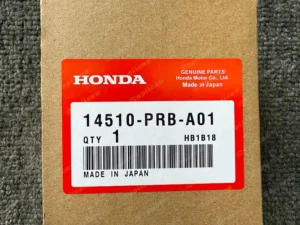 HONDA
GENUINE PARTS
Honda Motor Co., Ltd.
Made in Japan
14510-PRB-A01
QTY 1 HB1B18
MADE IN JAPAN